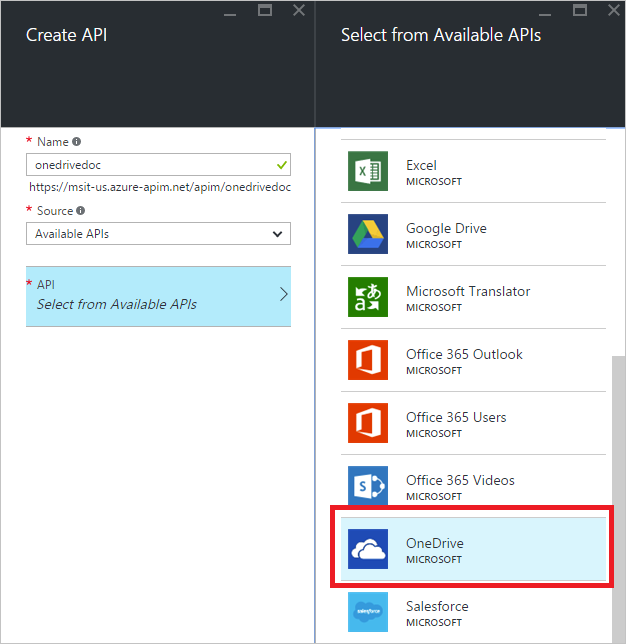 Create API
* Name
onedrivedoc
https://msit-us.azure-apim.net/apim/onedrivedoc
* Source
Available APIs
* API
Select from Available APIs
Select from Available APIs
Excel
MICROSOFT
Google Drive
MICROSOFT
Microsoft Translator
MICROSOFT
Office 365 Outlook
MICROSOFT
Office 365 Users
MICROSOFT
Office 365 Videos
MICROSOFT
OneDrive
MICROSOFT
salesforce
Salesforce
MICROSOFT